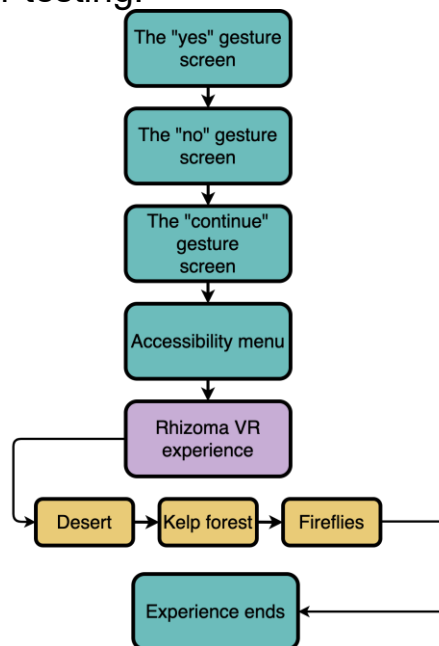 testing.
The "yes" gesture
screen
The "no" gesture
screen
The "continue"
gesture
screen
Accessibility menu
Rhizoma VR
experience
Desert
Kelp forest
Fireflies
Experience ends